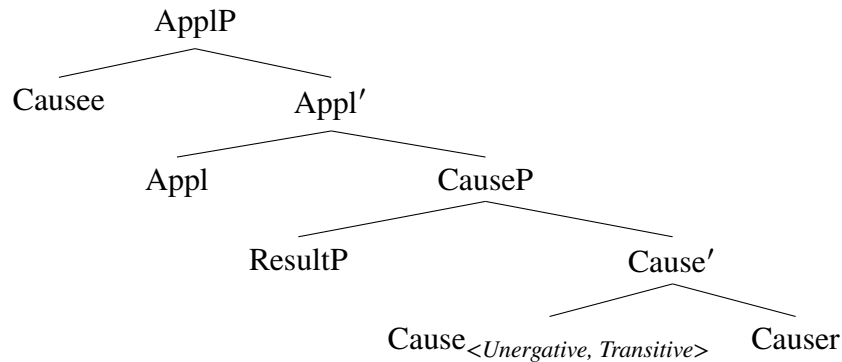 ApplP
Causee Appl′
Appl CauseP
ResultP Cause′
Cause<Unergative, Transitive> Causer